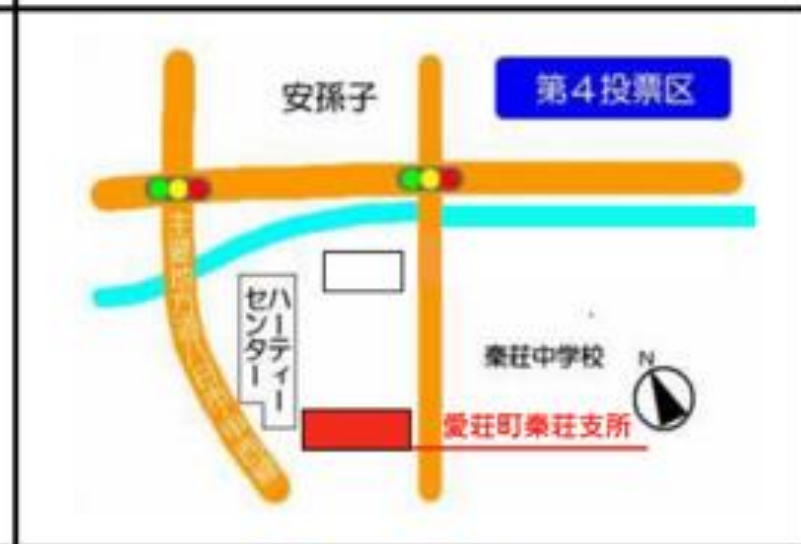 安孫子
第4投票区
ハーティー
センター
秦荘中学校
N
愛荘町秦荘支所